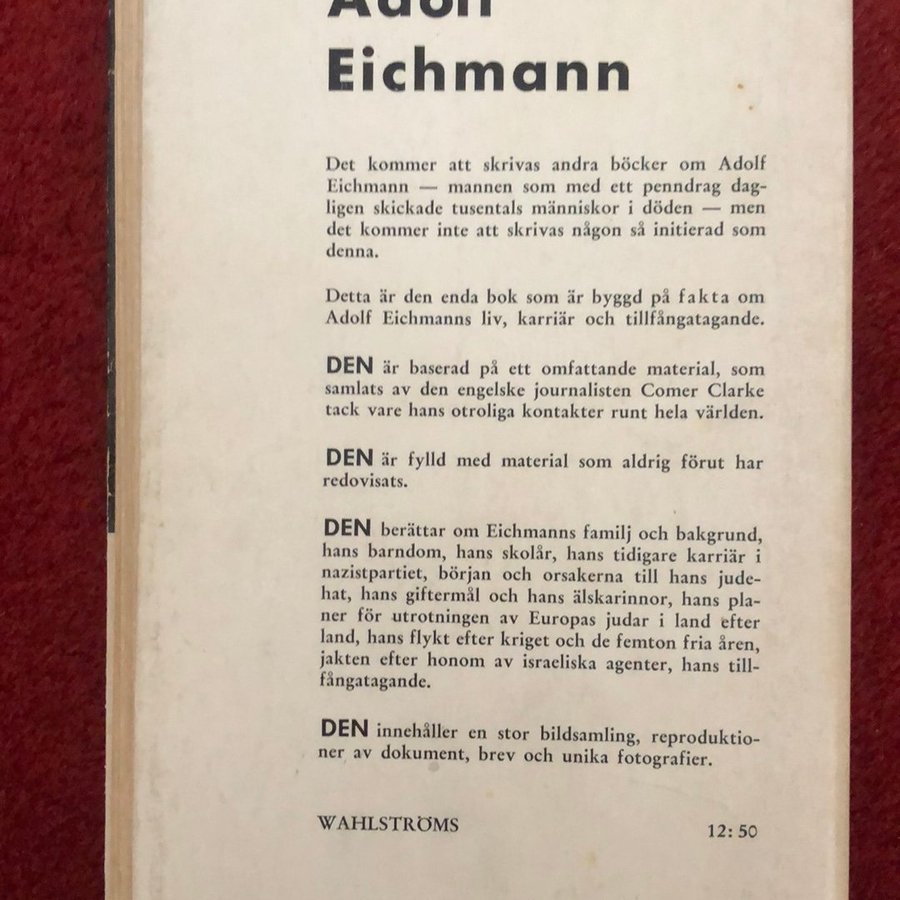 Adolf
Eichmann
Det kommer att skrivas andra böcker om Adolf
Eichmann — mannen som med ett penndrag dag-
ligen skickade tusentals människor i döden — men
det kommer inte att skrivas någon så initierad som
denna.
Detta är den enda bok som är byggd på fakta om
Adolf Eichmanns liv, karriär och tillfångatagande.
DEN är baserad på ett omfattande material, som
samlats av den engelske journalisten Comer Clarke
tack vare hans otroliga kontakter runt hela världen.
DEN är fylld med material som aldrig förut har
redovisats.
DEN berättar om Eichmanns familj och bakgrund,
hans barndom, hans skolår, hans tidigare karriär i
nazistpartiet, början och orsakerna till hans jude-
hat, hans giftermål och hans älskarinnor, hans pla-
ner för utrotningen av Europas judar i land efter
land, hans flykt efter kriget och de femton fria åren,
jakten efter honom av israeliska agenter, hans till-
fångatagande.
DEN innehåller en stor bildsamling, reproduktio-
ner av dokument, brev och unika fotografier.
WAHLSTRÖMS
12:50